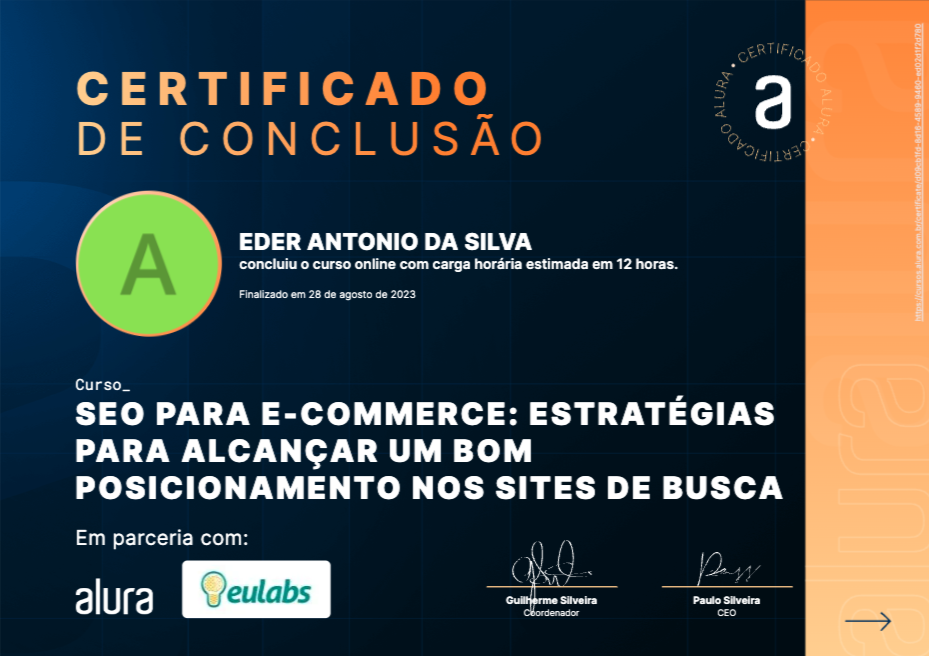 CERTIFICADO
DE CONCLUSÃO
• CERTIFICADO ALURA • CERTIFICADO ALURA
a
A
EDER ANTONIO DA SILVA
concluiu o curso online com carga horária estimada em 12 horas.
Finalizado em 28 de agosto de 2023
Curso_
SEO PARA E-COMMERCE: ESTRATÉGIAS
PARA ALCANÇAR UM BOM
POSICIONAMENTO NOS SITES DE BUSCA
Em parceria com:
alura
eulabs
Guilherme Silveira
Coordenador
Paulo Silveira
CEO
alura